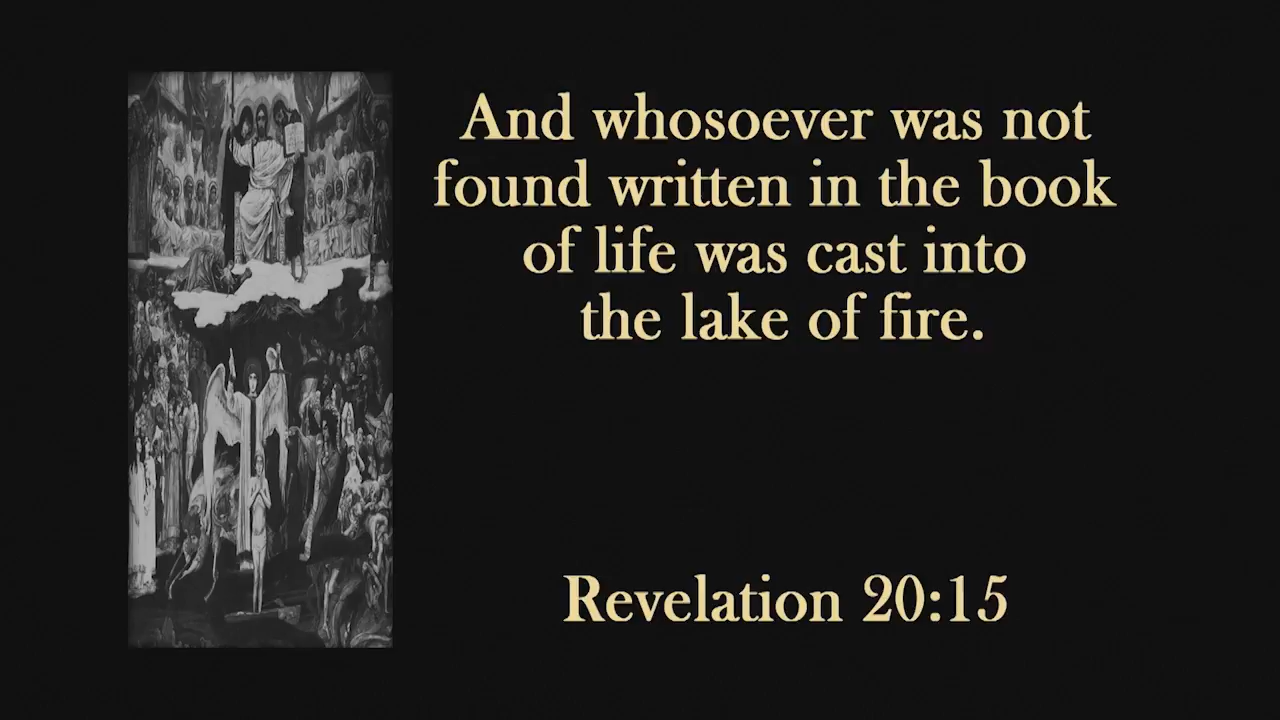 And whosoever was not
found written in the book
of life was cast into
the lake of fire.
Revelation 20:15